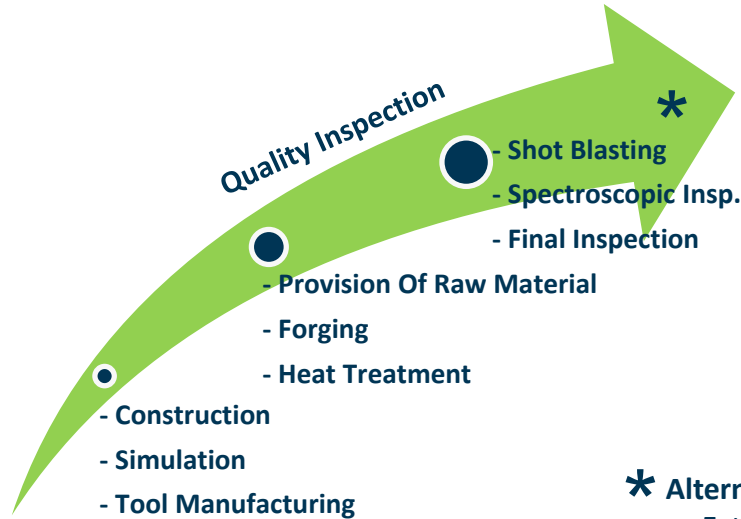 Quality Inspection
*
- Shot Blasting
- Spectroscopic Insp.
- Final Inspection
- Provision Of Raw Material
- Forging
- Heat Treatment
- Construction
- Simulation
- Tool Manufacturing
*